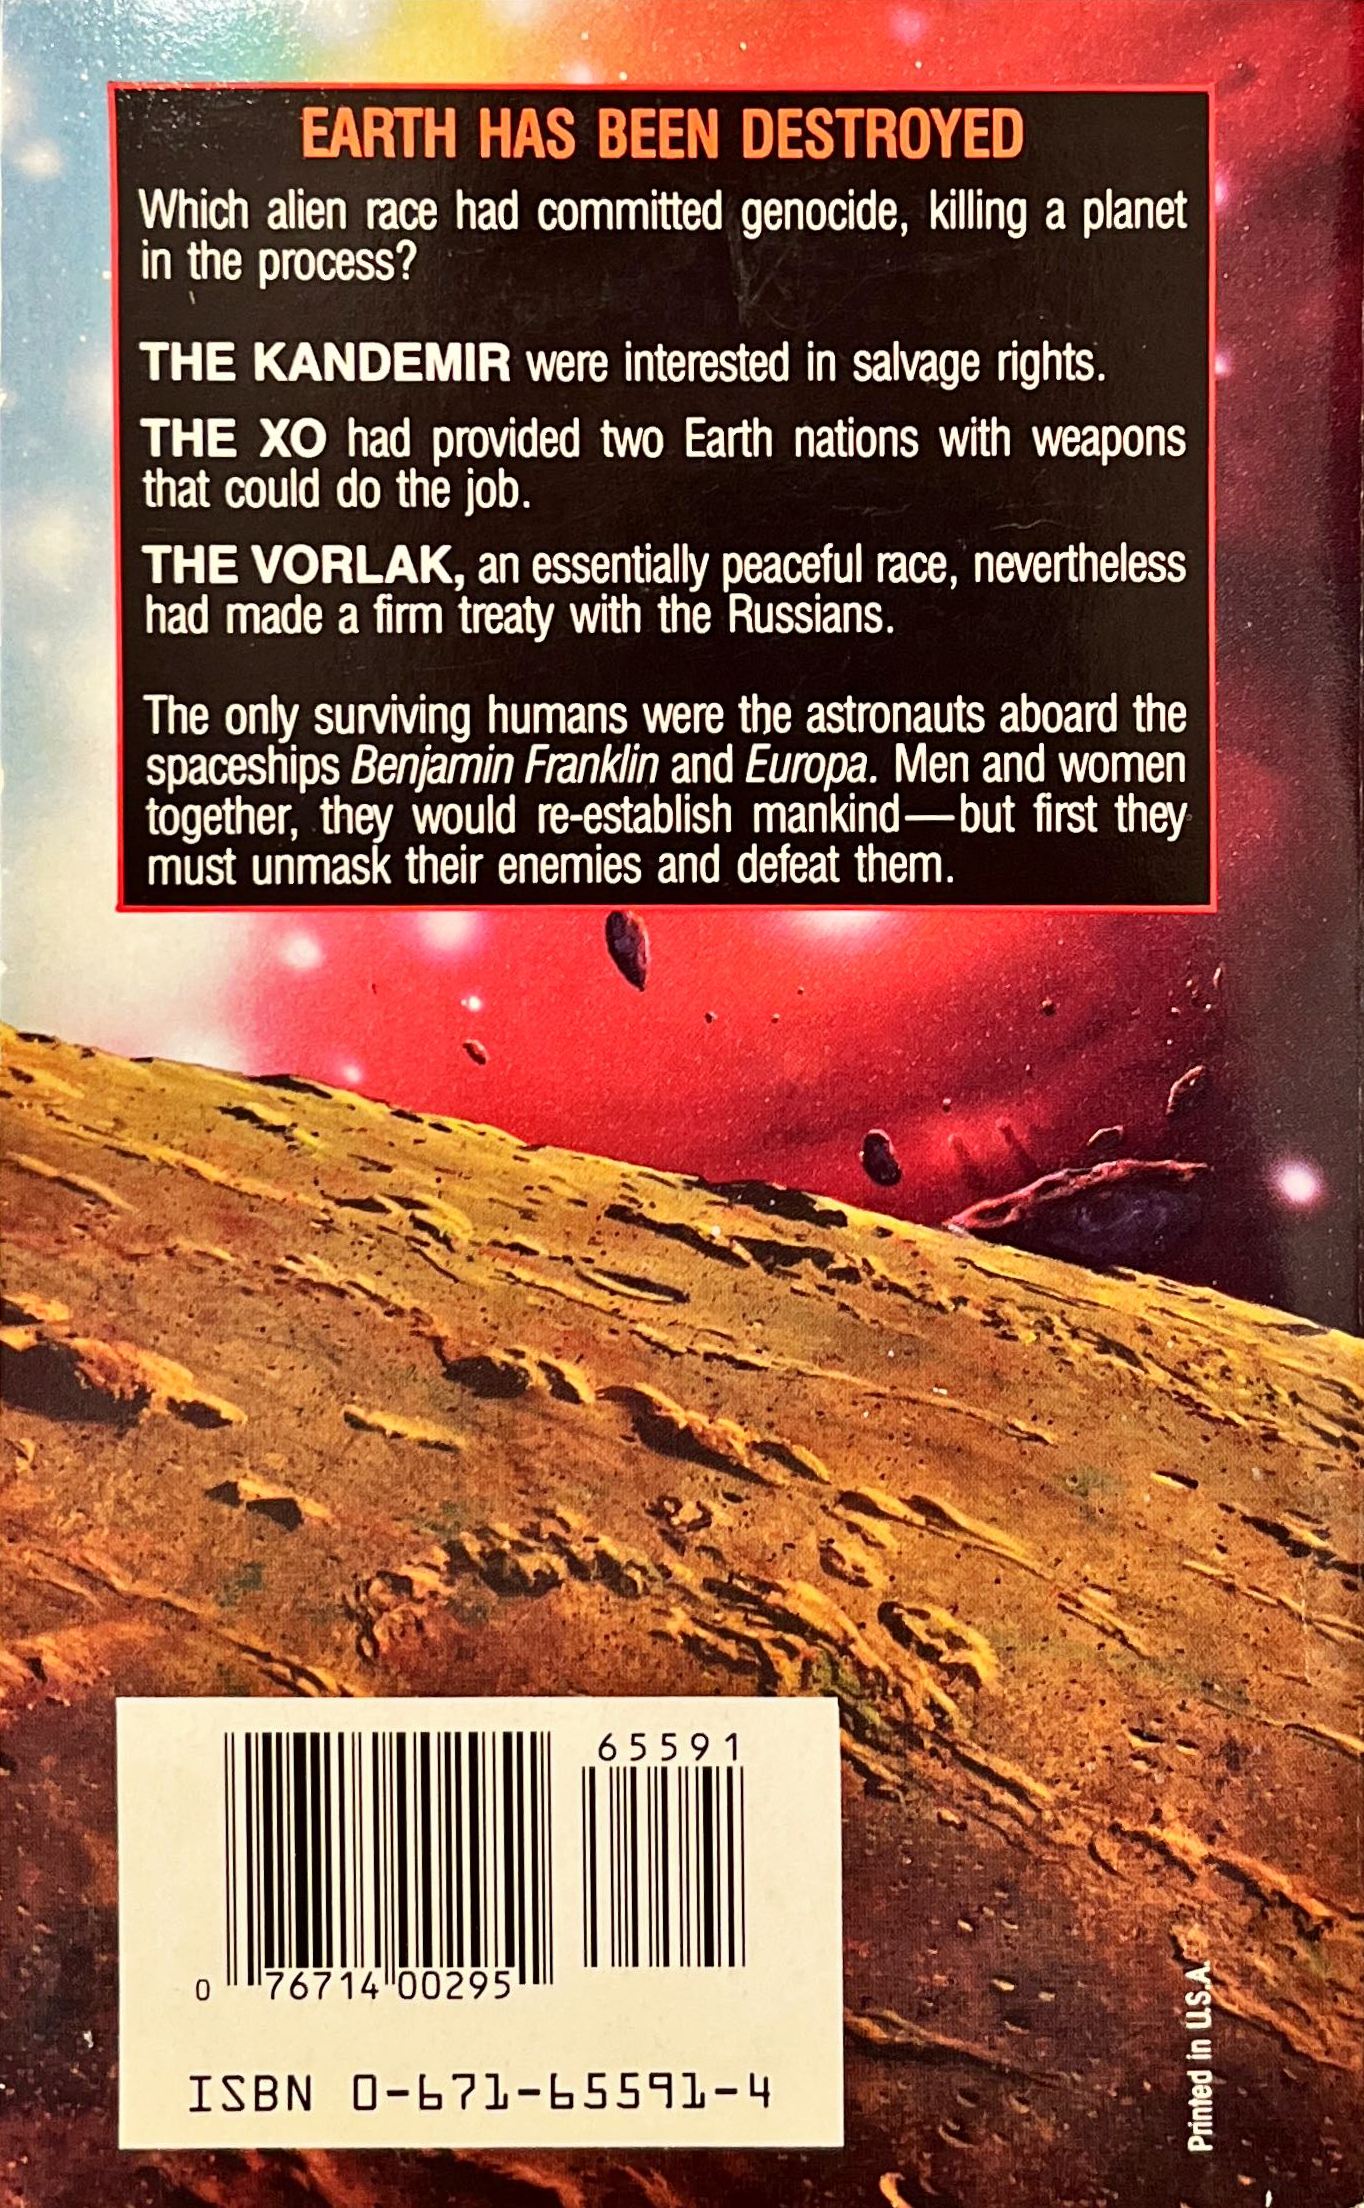 EARTH HAS BEEN DESTROYED
Which alien race had committed genocide, killing a planet
in the process?
THE KANDEMIR were interested in salvage rights.
THE XO had provided two Earth nations with weapons
that could do the job.
THE VORLAK, an essentially peaceful race, nevertheless
had made a firm treaty with the Russians.
The only surviving humans were the astronauts aboard the
spaceships Benjamin Franklin and Europa. Men and women
together, they would re-establish mankind—but first they
must unmask their enemies and defeat them.
65591
0 76714 00295
ISBN 0-671-65591-4
Printed in U.S.A.